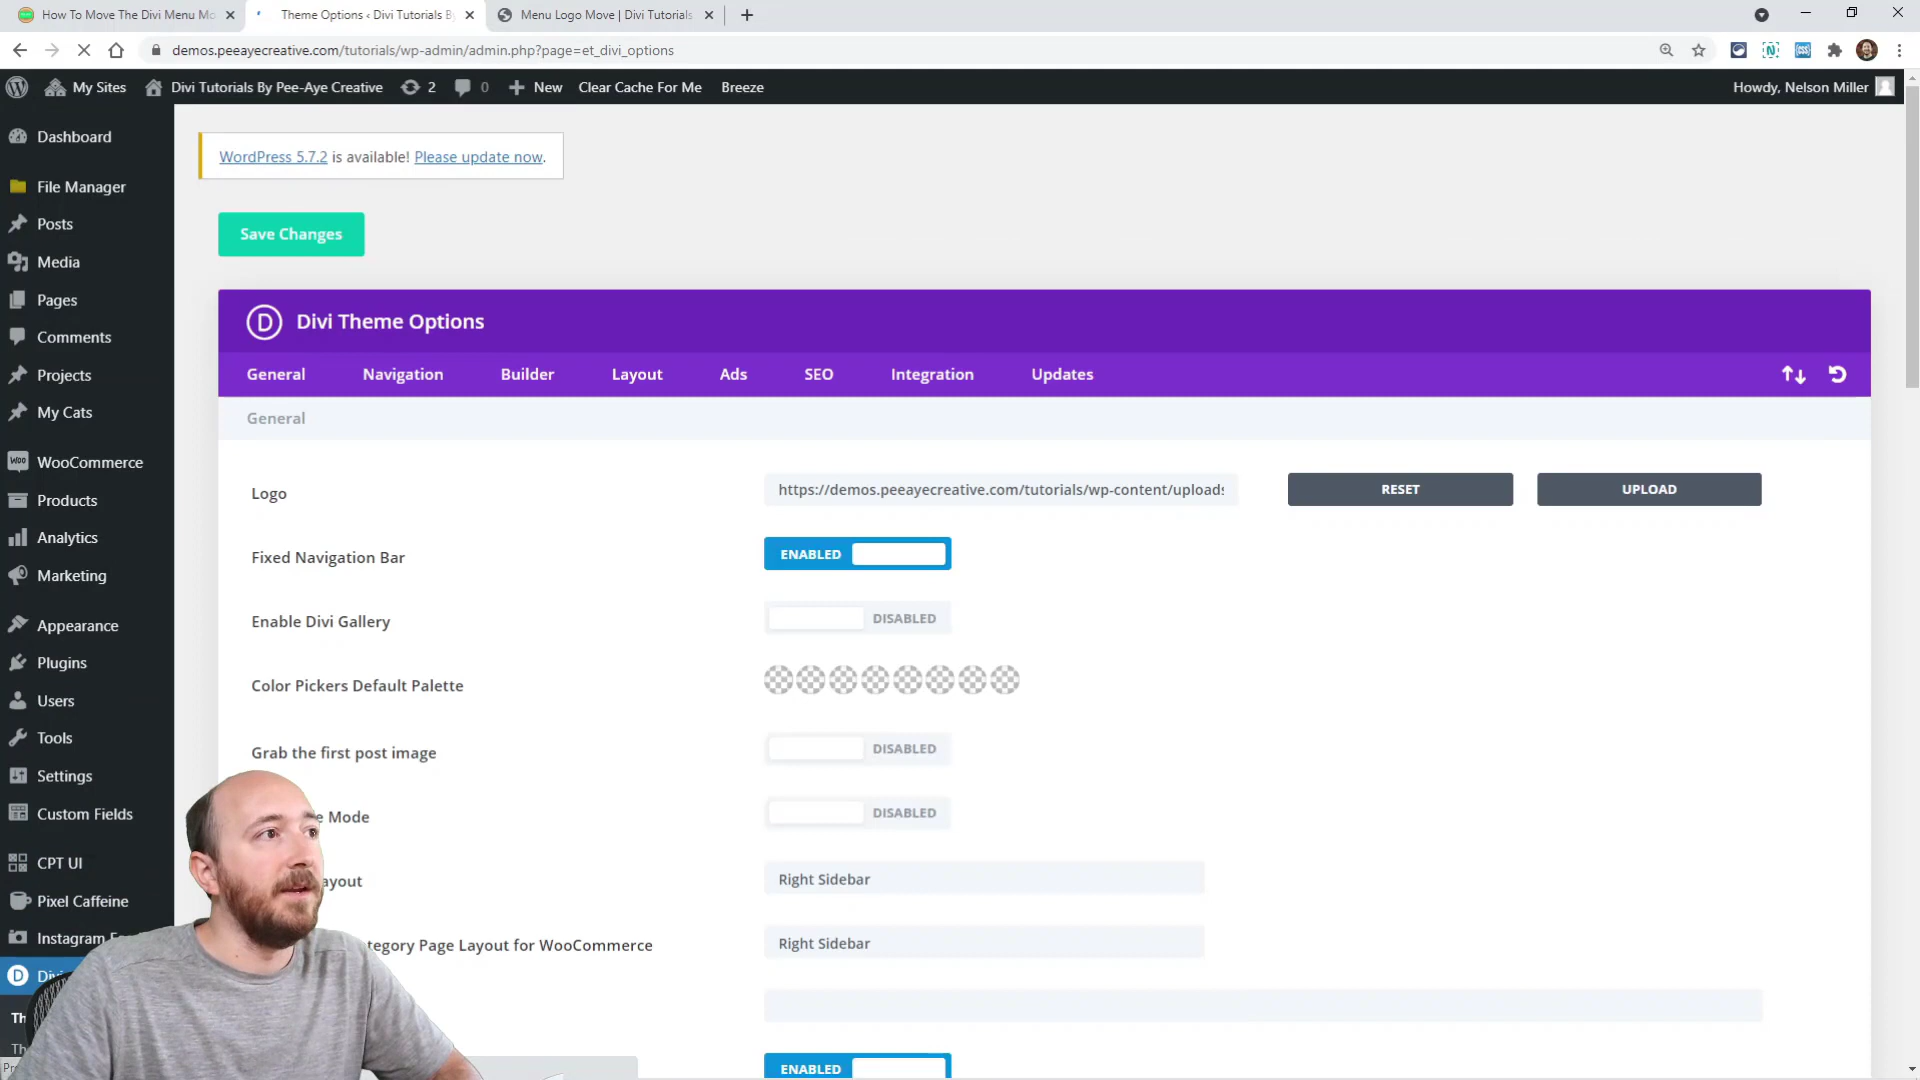 How To Move The Divi Menu Mo
Theme Options ‹ Divi Tutorials By
Menu Logo Move | Divi Tutorials
demos.peeayecreative.com/tutorials/wp-admin/admin.php?page=et_divi_options
My Sites
Divi Tutorials By Pee-Aye Creative
2
0
New
Clear Cache For Me
Breeze
Howdy, Nelson Miller
Dashboard
File Manager
Posts
Media
Pages
Comments
Projects
My Cats
WooCommerce
Products
Analytics
Marketing
Appearance
Plugins
Users
Tools
Settings
Custom Fields
CPT UI
Pixel Caffeine
Instagram
Divi
WordPress 5.7.2 is available! Please update now.
Save Changes
D Divi Theme Options
General
Navigation
Builder
Layout
Ads
SEO
Integration
Updates
General
Logo
https://demos.peeayecreative.com/tutorials/wp-content/uploads
RESET
UPLOAD
Fixed Navigation Bar
ENABLED
Enable Divi Gallery
DISABLED
Color Pickers Default Palette
Grab the first post image
DISABLED
Mode
DISABLED
ayout
Right Sidebar
tegory Page Layout for WooCommerce
Right Sidebar
ENABLED